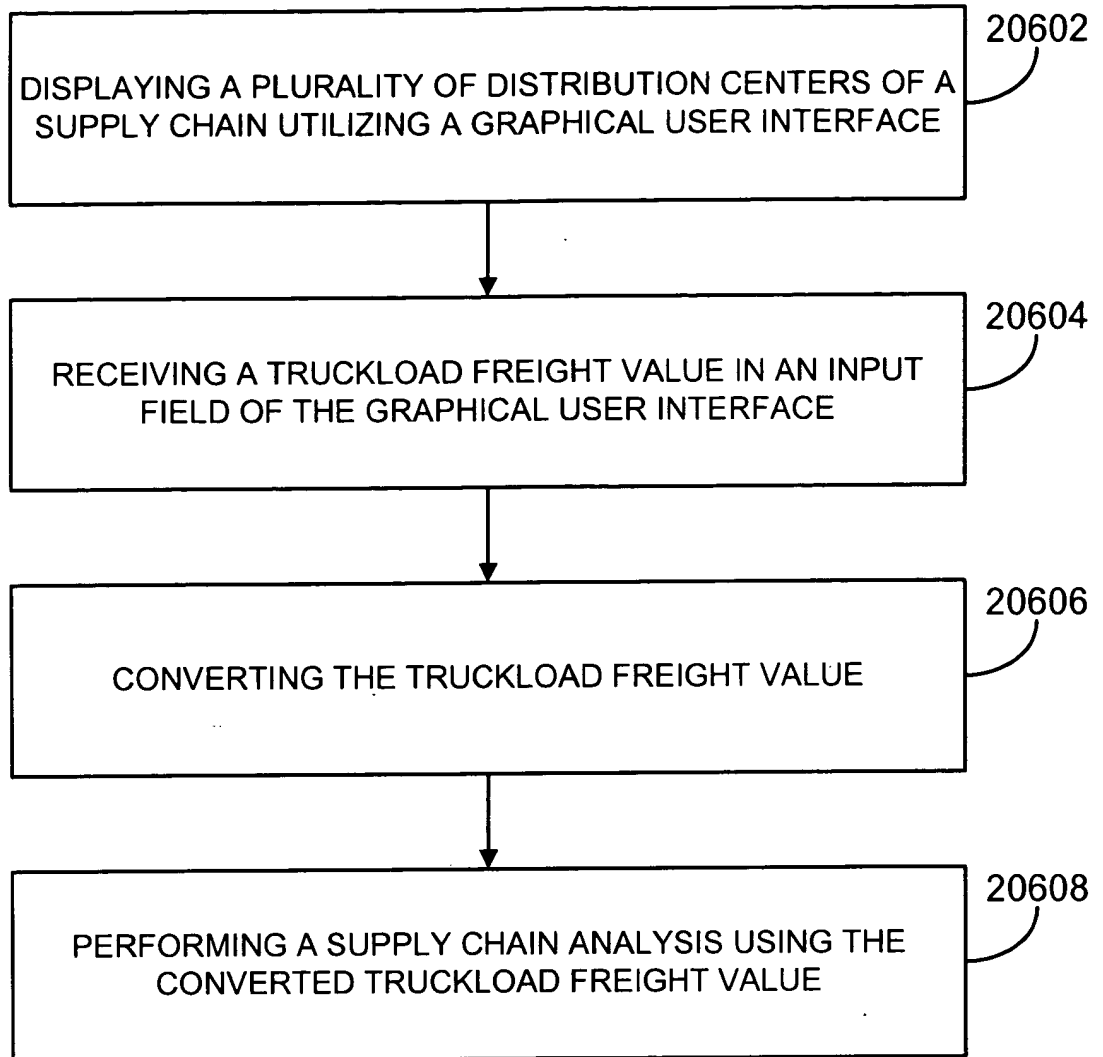 20602
DISPLAYING A PLURALITY OF DISTRIBUTION CENTERS OF A
SUPPLY CHAIN UTILIZING A GRAPHICAL USER INTERFACE
20604
RECEIVING A TRUCKLOAD FREIGHT VALUE IN AN INPUT
FIELD OF THE GRAPHICAL USER INTERFACE
20606
CONVERTING THE TRUCKLOAD FREIGHT VALUE
20608
PERFORMING A SUPPLY CHAIN ANALYSIS USING THE
CONVERTED TRUCKLOAD FREIGHT VALUE